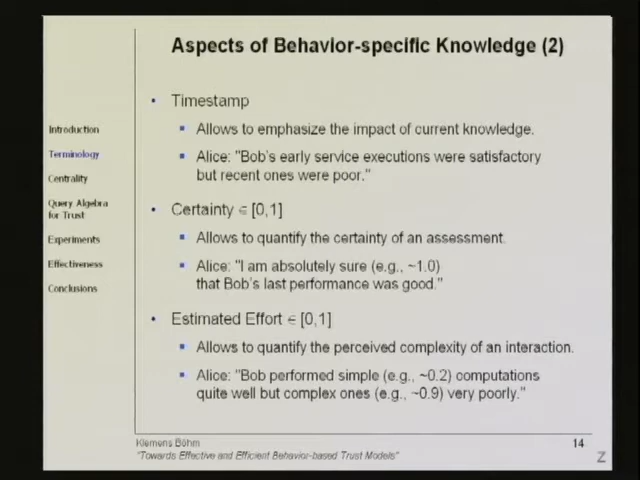 Aspects of Behavior-specific Knowledge (2)
Introduction
Terminology
Centrality
Query Algebra
for Trust
Experiments
Effectiveness
Conclusions
• Timestamp
▪ Allows to emphasize the impact of current knowledge.
▪ Alice: "Bob's early service executions were satisfactory
but recent ones were poor."
• Certainty ∈ [0,1]
▪ Allows to quantify the certainty of an assessment.
▪ Alice: "I am absolutely sure (e.g., ~1.0)
that Bob's last performance was good."
• Estimated Effort ∈ [0,1]
▪ Allows to quantify the perceived complexity of an interaction.
▪ Alice: "Bob performed simple (e.g., ~0.2) computations
quite well but complex ones (e.g., ~0.9) very poorly."
Klemens Böhm
"Towards Effective and Efficient Behavior-based Trust Models"
14
Z